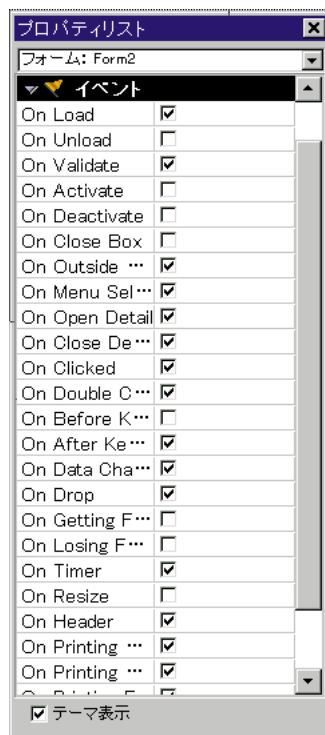 プロパティリスト
フォーム: Form2
イベント
On Load
On Unload
On Validate
On Activate
On Deactivate
On Close Box
On Outside …
On Menu Sel…
On Open Detail
On Close De…
On Clicked
On Double C…
On Before K…
On After Ke…
On Data Cha…
On Drop
On Getting F…
On Losing F…
On Timer
On Resize
On Header
On Printing …
On Printing …
テーマ表示